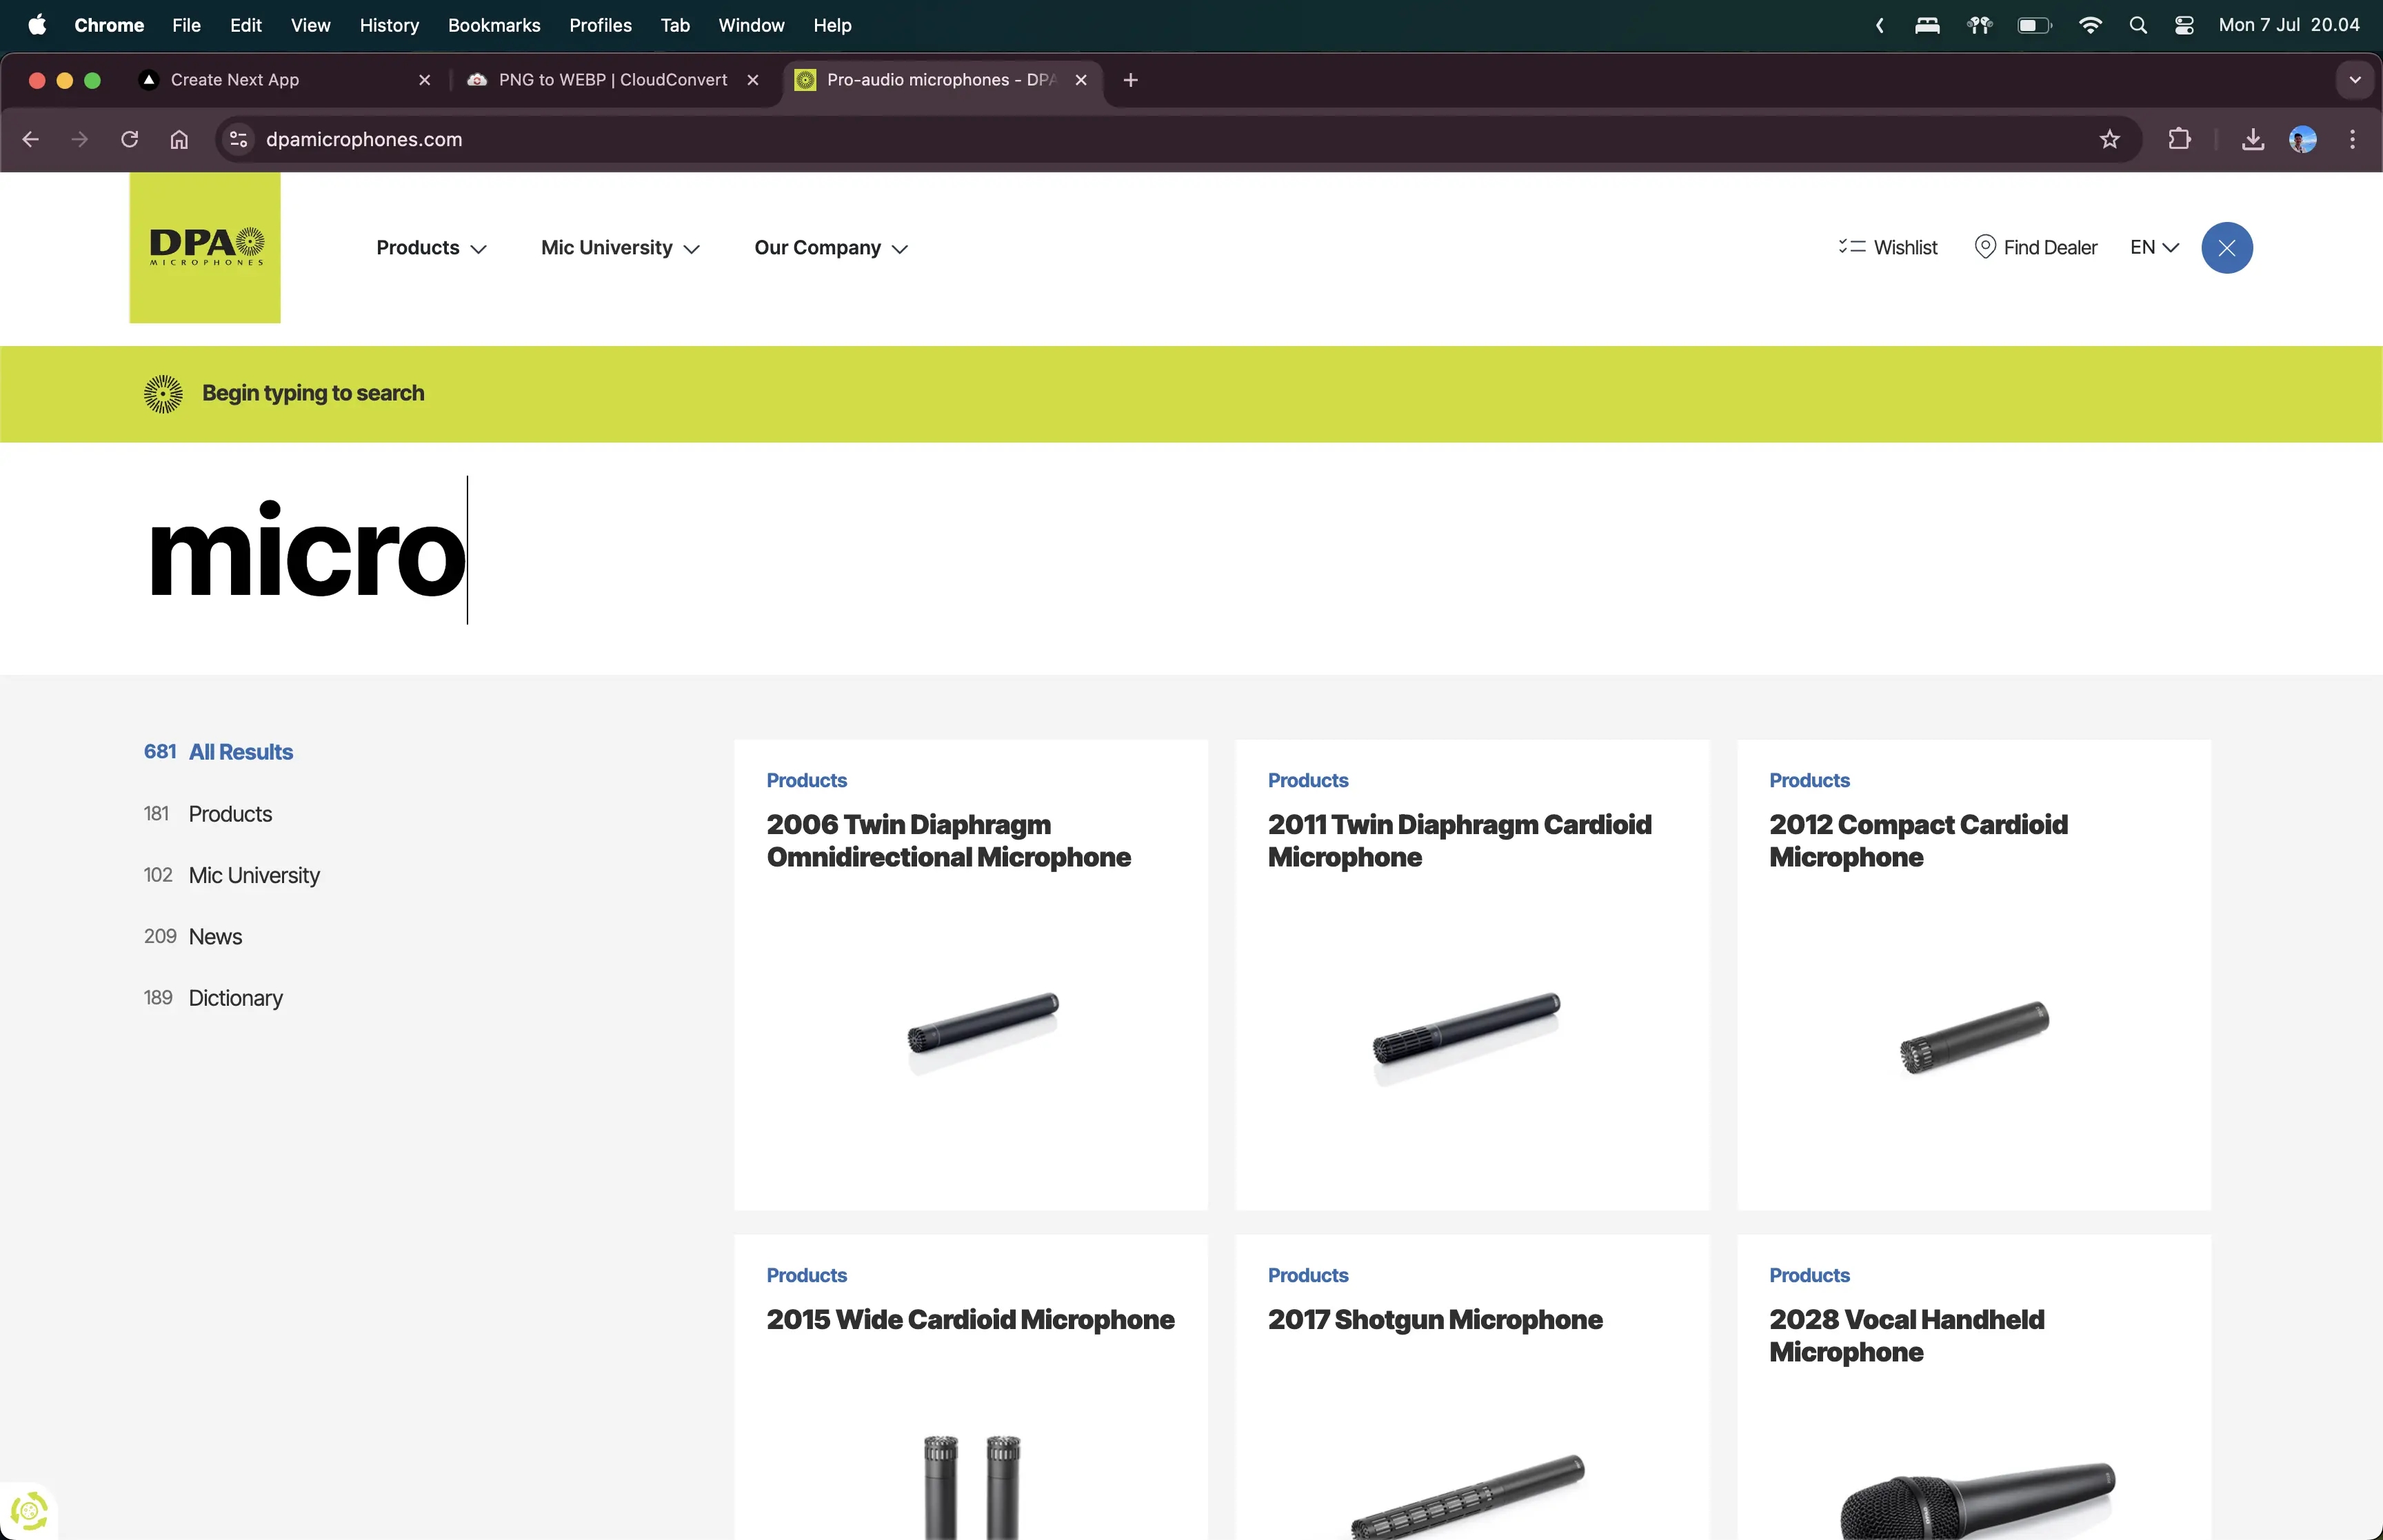 Chrome File Edit View History Bookmarks Profiles Tab Window Help Mon 7 Jul 20.04
Create Next App PNG to WEBP | CloudConvert Pro-audio microphones - DPA
dpamicrophones.com
DPA
MICROPHONES
Products Mic University Our Company Wishlist Find Dealer EN
Begin typing to search
micro
681 All Results
181 Products
102 Mic University
209 News
189 Dictionary
Products
2006 Twin Diaphragm
Omnidirectional Microphone
Products
2011 Twin Diaphragm Cardioid
Microphone
Products
2012 Compact Cardioid
Microphone
Products
2015 Wide Cardioid Microphone
Products
2017 Shotgun Microphone
Products
2028 Vocal Handheld
Microphone